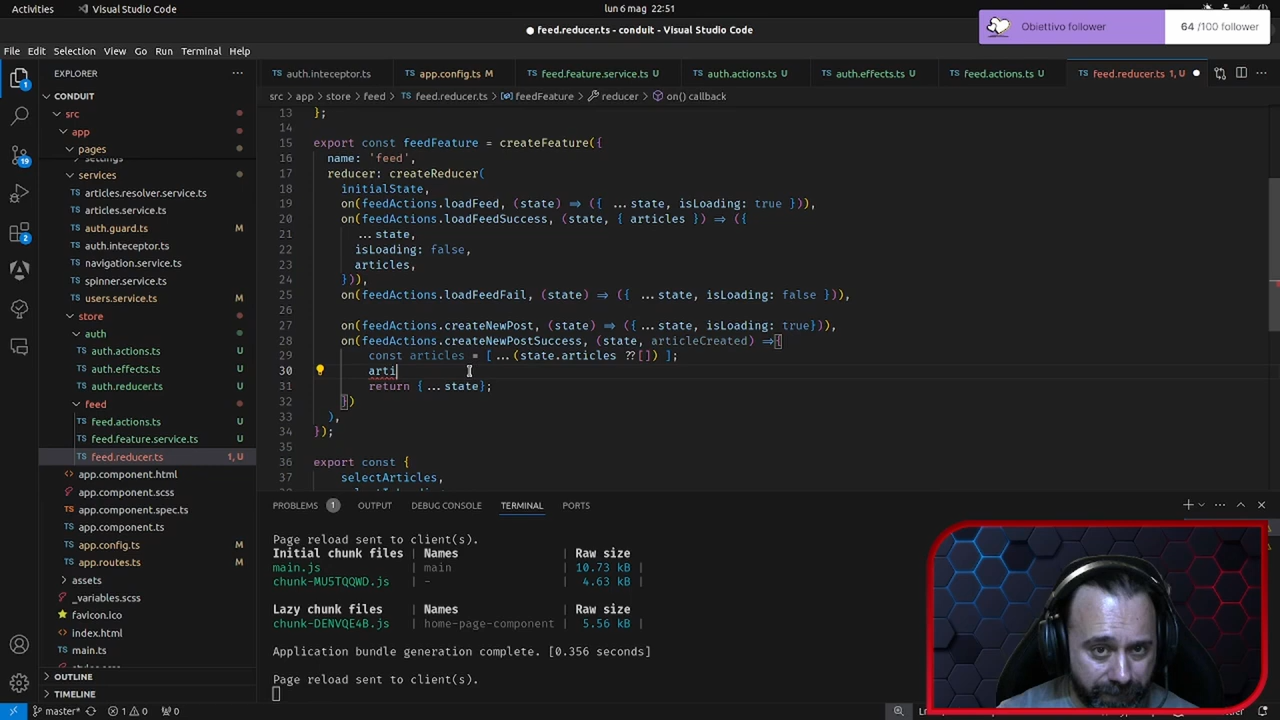 Activities
Visual Studio Code
lun 6 mag 22:51
Obiettivo follower
64 /100 follower
feed.reducer.ts - conduit - Visual Studio Code
File Edit Selection View Go Run Terminal Help
EXPLORER
CONDUIT
src
app
pages
settings
services
articles.resolver.service.ts
articles.service.ts
auth.guard.ts M
auth.inteceptor.ts
navigation.service.ts
spinner.service.ts
users.service.ts M
store
auth
auth.actions.ts U
auth.effects.ts U
auth.reducer.ts U
feed
feed.actions.ts U
feed.feature.service.ts U
feed.reducer.ts 1, U
app.component.html
app.component.scss
app.component.spec.ts
app.component.ts
app.config.ts M
app.routes.ts M
assets
_variables.scss
favicon.ico
index.html
main.ts
styles.scss
OUTLINE
TIMELINE
auth.inteceptor.ts
app.config.ts M
feed.feature.service.ts U
auth.actions.ts U
auth.effects.ts U
feed.actions.ts U
feed.reducer.ts 1, U
src > app > store > feed > feed.reducer.ts > feedFeature > reducer > on() callback
13 };
14
15 export const feedFeature = createFeature({
16 name: 'feed',
17 reducer: createReducer(
18 initialState,
19 on(feedActions.loadFeed, (state) => ({ ...state, isLoading: true })),
20 on(feedActions.loadFeedSuccess, (state, { articles }) => ({
21 ...state,
22 isLoading: false,
23 articles,
24 })),
25 on(feedActions.loadFeedFail, (state) => ({ ...state, isLoading: false })),
26
27 on(feedActions.createNewPost, (state) => ({...state, isLoading: true})),
28 on(feedActions.createNewPostSuccess, (state, articleCreated) =>{
29 const articles = [ ...(state.articles ??[]) ];
30 arti
31 return {...state};
32 })
33 ),
34 });
35
36 export const {
37 selectArticles,
PROBLEMS 1 OUTPUT DEBUG CONSOLE TERMINAL PORTS
Page reload sent to client(s).
Initial chunk files | Names | Raw size
main.js | main | 10.73 kB |
chunk-MU5TQQWD.js | - | 4.63 kB |
Lazy chunk files | Names | Raw size
chunk-DENVQE4B.js | home-page-component | 5.56 kB |
Application bundle generation complete. [0.356 seconds]
Page reload sent to client(s).
master* 1 0 0